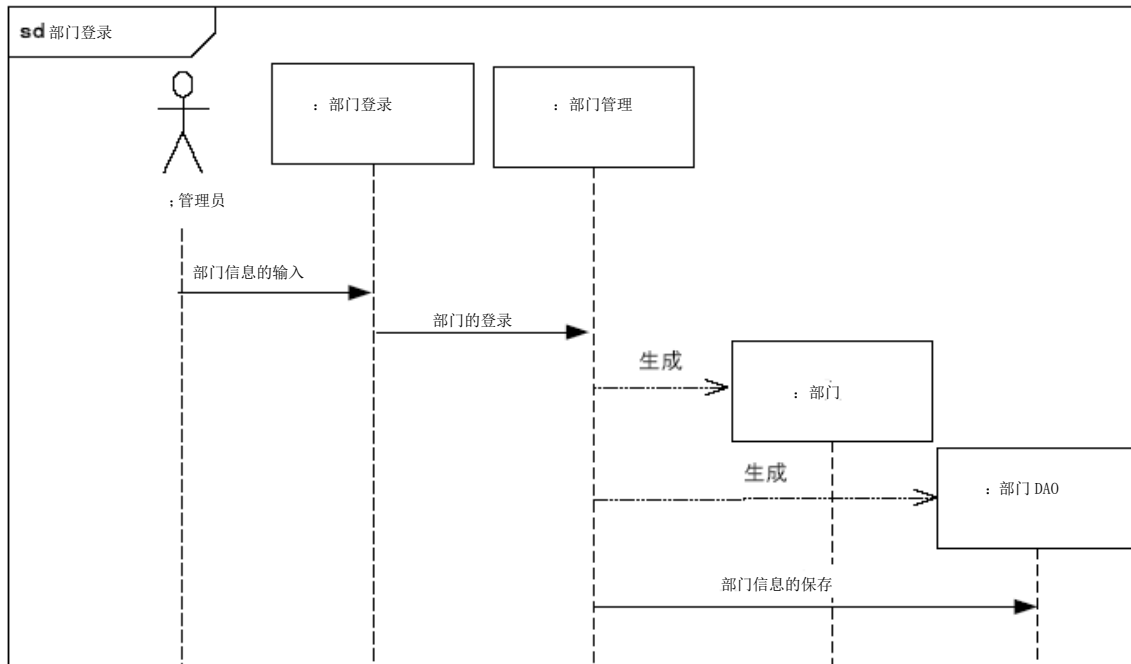 sd 部门登录
：部门登录
：部门管理
：管理员
部门信息的输入
部门的登录
生成
：部门
生成
：部门 DAO
部门信息的保存